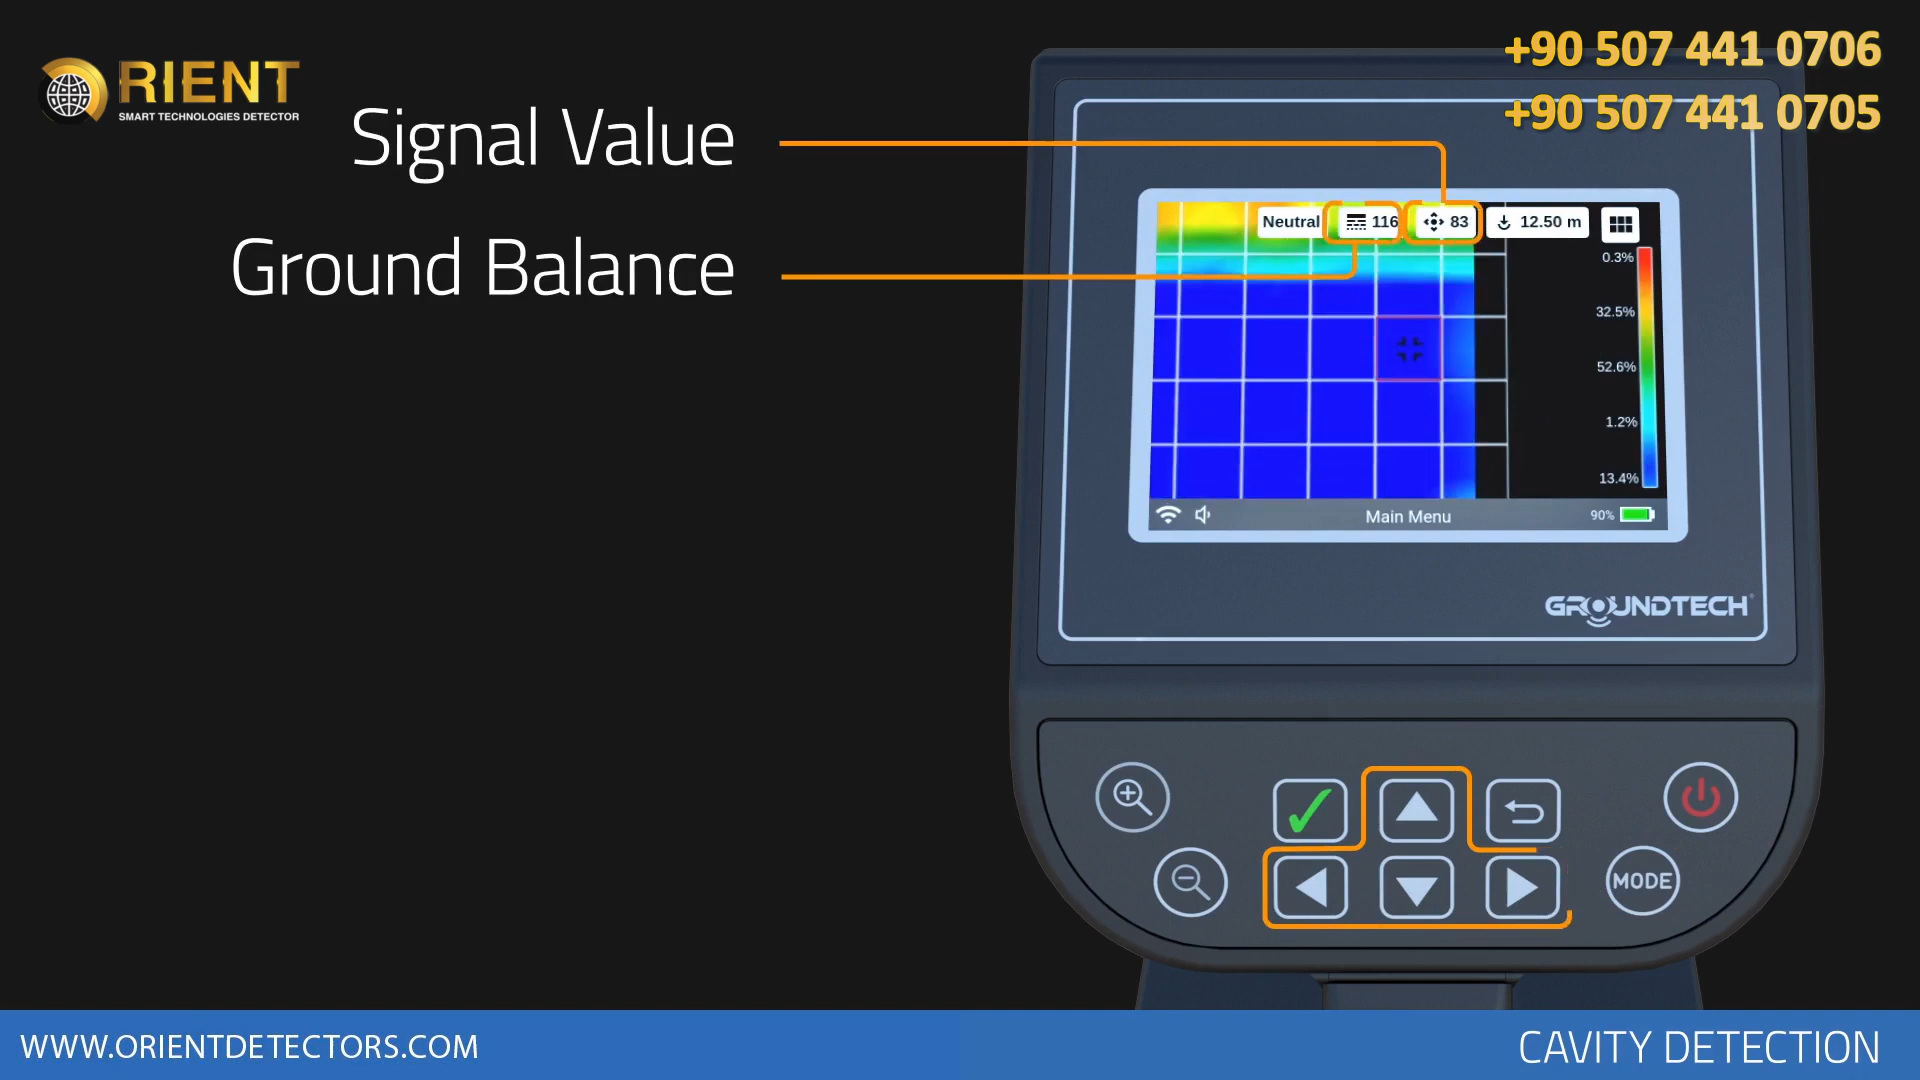 ORIENT
SMART TECHNOLOGIES DETECTOR
+90 507 441 0706
+90 507 441 0705
Signal Value
Ground Balance
Neutral 116 83 12.50 m
0.3%
32.5%
52.6%
1.2%
13.4%
Main Menu 90%
GROUNDTECH
MODE
WWW.ORIENTDETECTORS.COM
CAVITY DETECTION